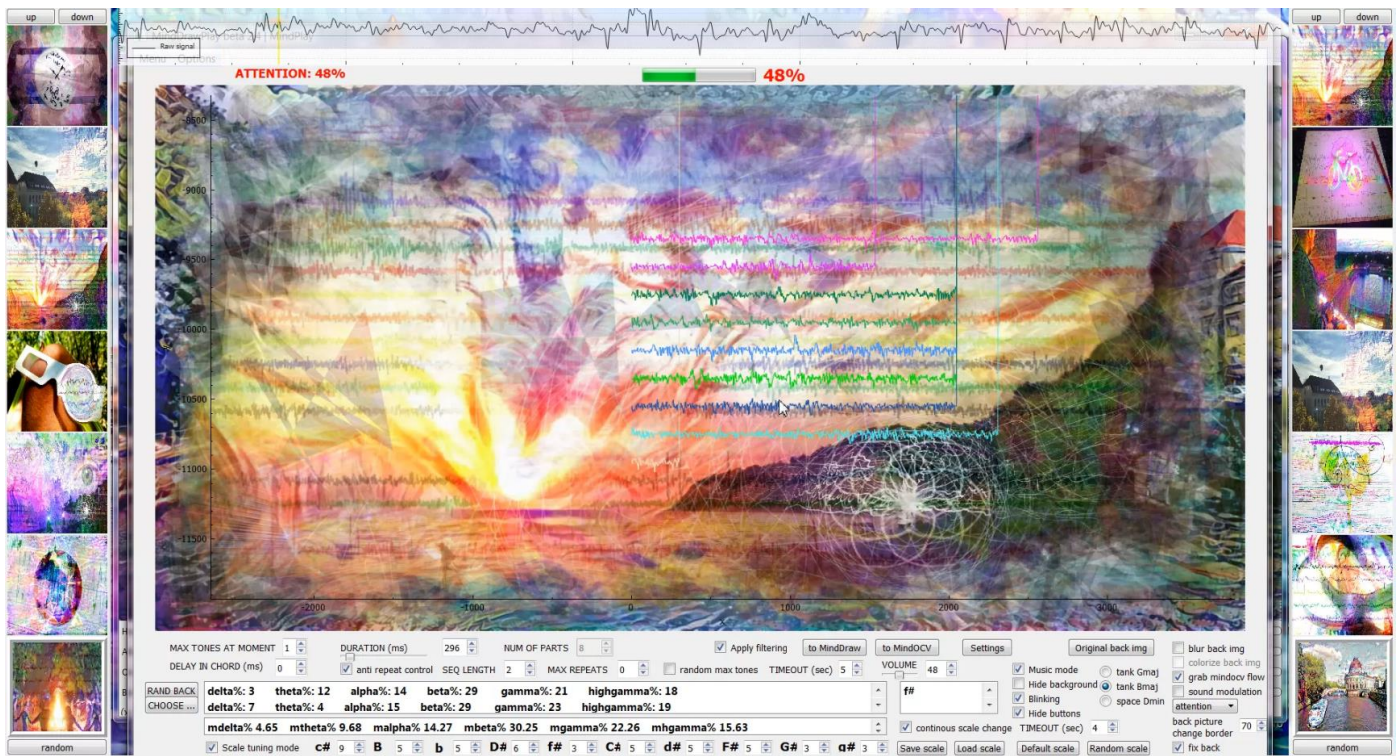 up down
up down
Raw signal
Menu Options
ATTENTION: 48%
48%
-8500
-9000
-9500
-10000
-10500
-11000
-11500
-2000 -1000 0 1000 2000 3000
MAX TONES AT MOMENT 1 DURATION (ms) 296 NUM OF PARTS 8 Apply filtering to MindDraw to MindOCV Settings Original back img blur back img
colorize back img
DELAY IN CHORD (ms) 0 anti repeat control SEQ LENGTH 2 MAX REPEATS 0 random max tones TIMEOUT (sec) 5 VOLUME 48 Music mode tank Gmaj grab mindocv flow
RAND BACK delta%: 3 theta%: 12 alpha%: 14 beta%: 29 gamma%: 21 highgamma%: 18 f# Hide background tank Bmaj sound modulation
CHOOSE ... delta%: 7 theta%: 4 alpha%: 15 beta%: 29 gamma%: 23 highgamma%: 19 Blinking space Dmin attention
Hide buttons
mdelta% 4.65 mtheta% 9.68 malpha% 14.27 mbeta% 30.25 mgamma% 22.26 mhgamma% 15.63 continous scale change TIMEOUT (sec) 4 back picture change border 70
random Scale tuning mode c# 9 B 5 b 5 D# 6 f# 3 C# 5 d# 5 F# 5 G# 3 g# 3 Save scale Load scale Default scale Random scale fix back random